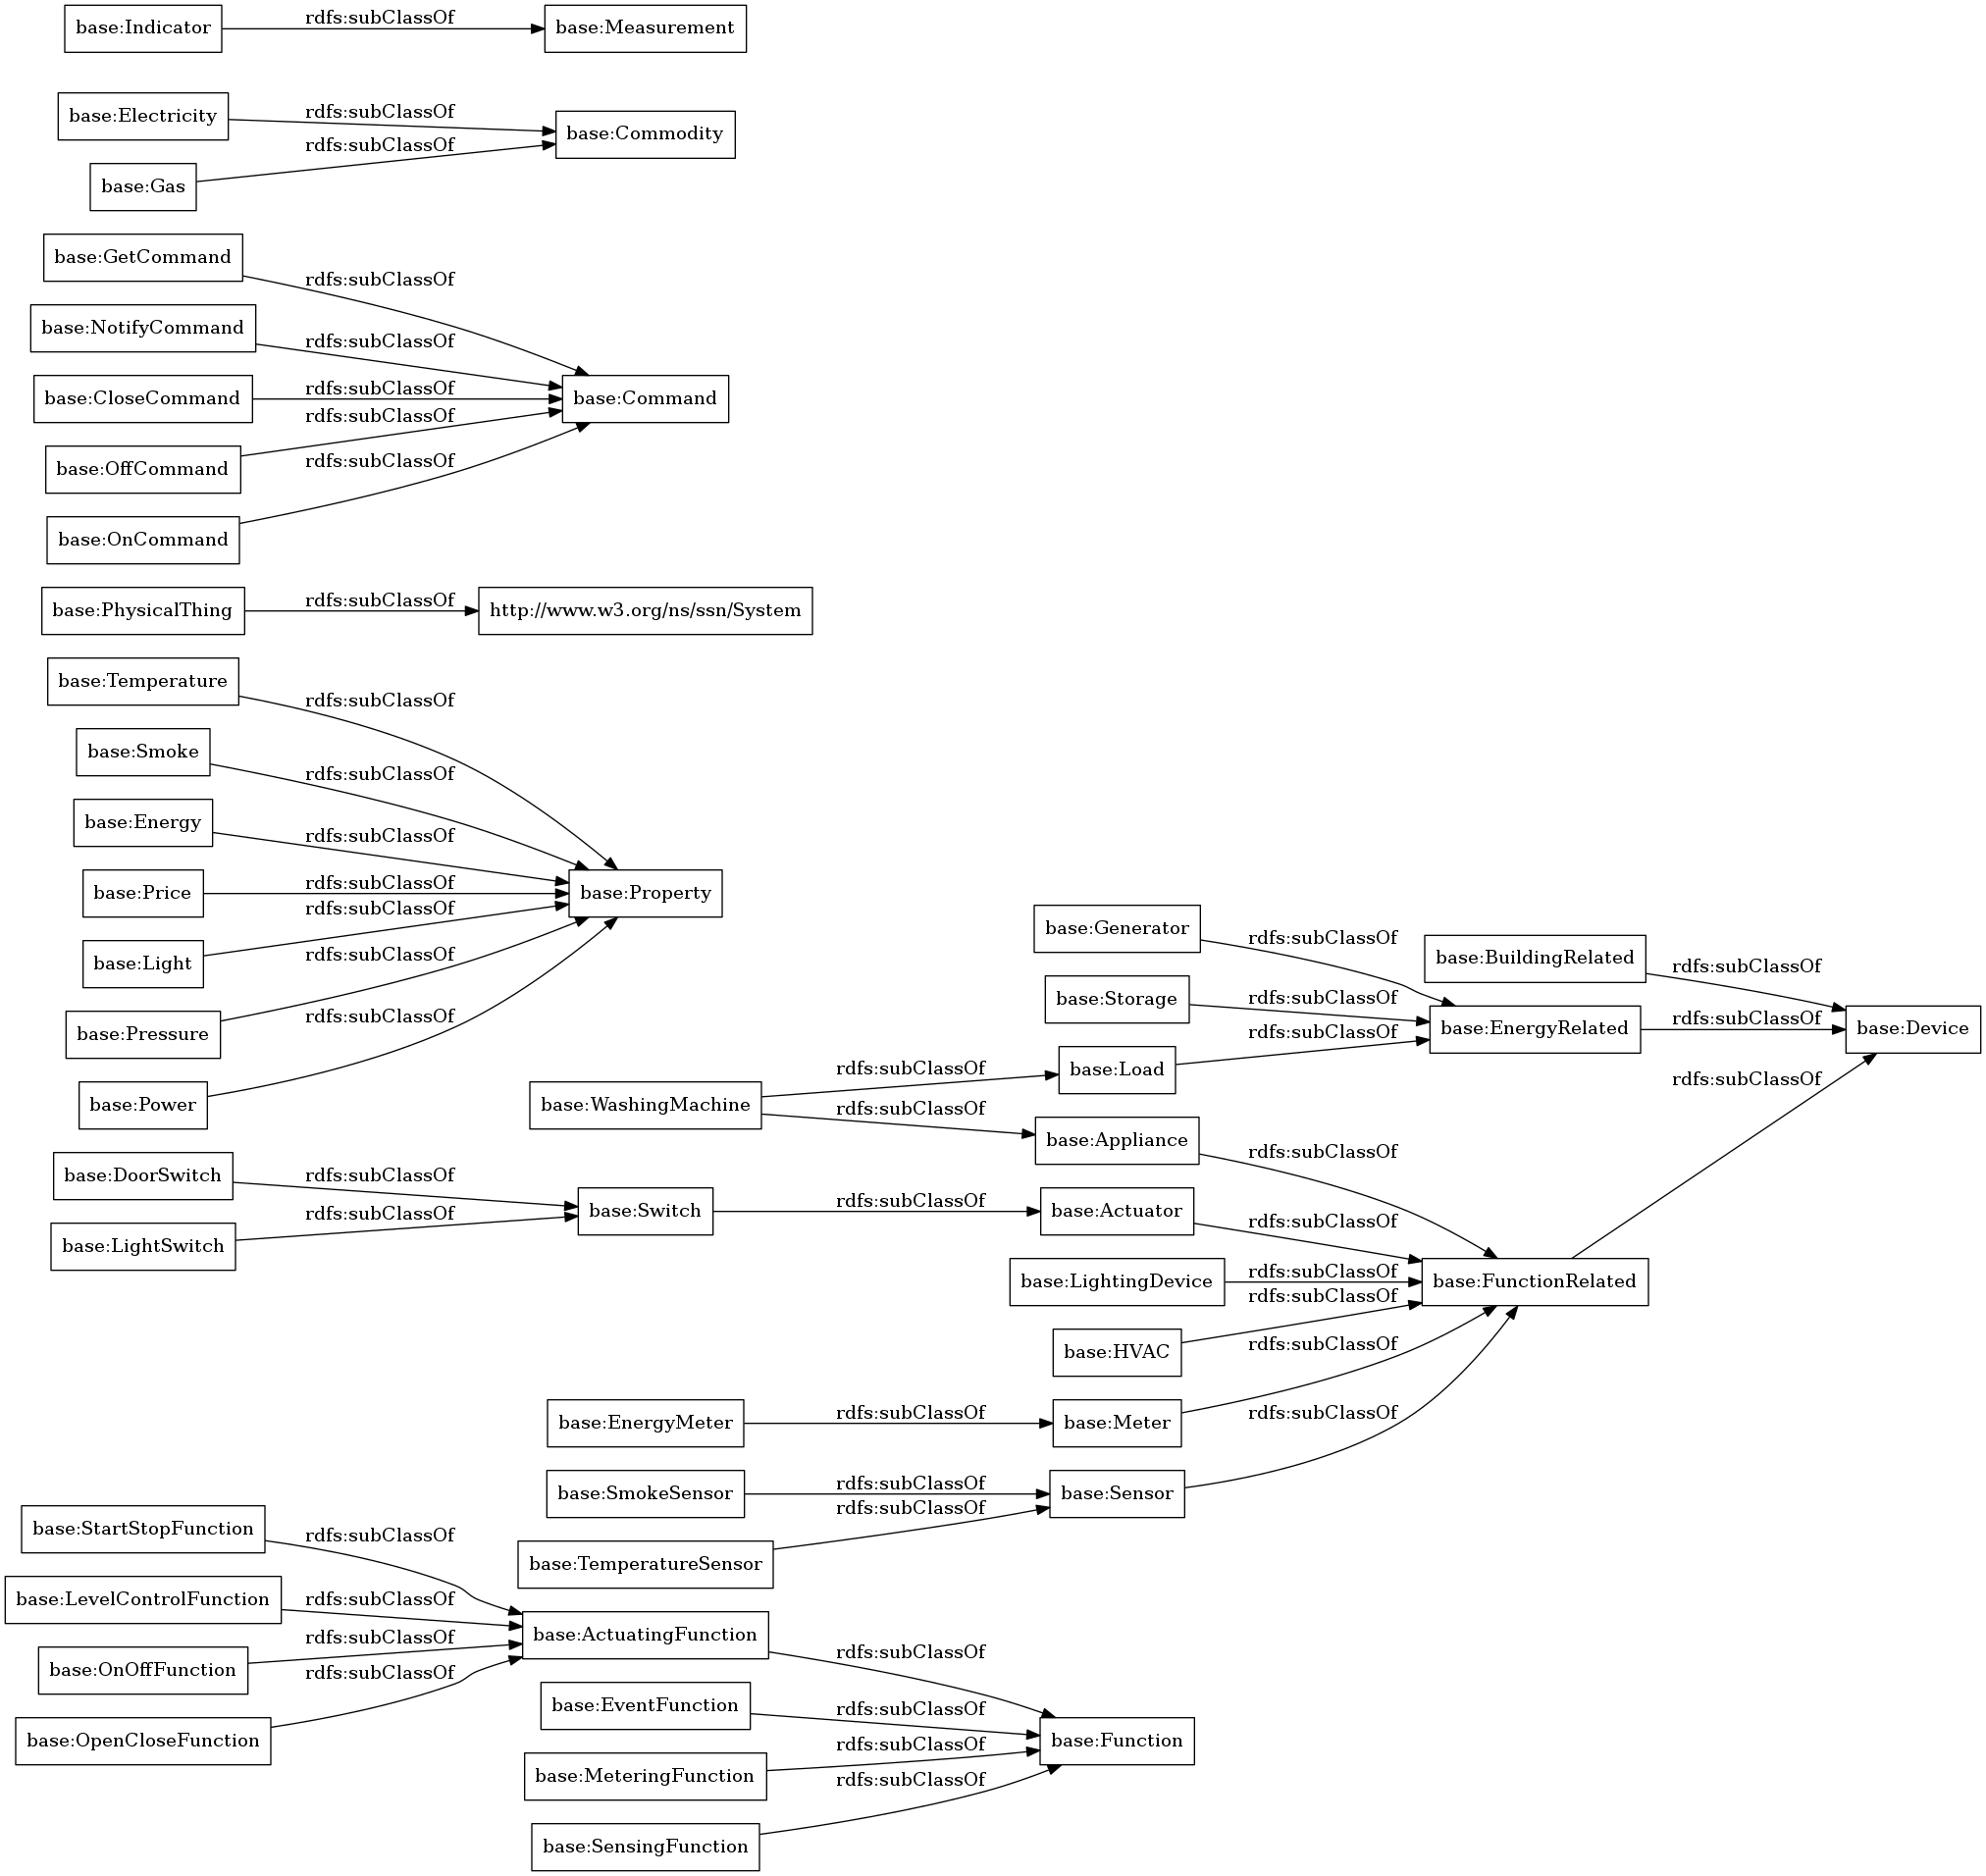 base:Indicator
rdfs:subClassOf
base:Measurement
base:Electricity
rdfs:subClassOf
base:Commodity
base:Gas
rdfs:subClassOf
base:GetCommand
rdfs:subClassOf
base:NotifyCommand
rdfs:subClassOf
base:CloseCommand
rdfs:subClassOf
base:Command
base:OffCommand
rdfs:subClassOf
base:OnCommand
rdfs:subClassOf
base:PhysicalThing
rdfs:subClassOf
http://www.w3.org/ns/ssn/System
base:Temperature
rdfs:subClassOf
base:Smoke
rdfs:subClassOf
base:Energy
rdfs:subClassOf
base:Price
rdfs:subClassOf
base:Property
base:Light
rdfs:subClassOf
base:Pressure
rdfs:subClassOf
base:Power
rdfs:subClassOf
base:Generator
rdfs:subClassOf
base:BuildingRelated
rdfs:subClassOf
base:Storage
rdfs:subClassOf
base:EnergyRelated
rdfs:subClassOf
base:Device
base:WashingMachine
rdfs:subClassOf
base:Load
rdfs:subClassOf
rdfs:subClassOf
base:Appliance
rdfs:subClassOf
rdfs:subClassOf
base:DoorSwitch
rdfs:subClassOf
base:Switch
rdfs:subClassOf
base:Actuator
rdfs:subClassOf
base:LightSwitch
rdfs:subClassOf
base:LightingDevice
rdfs:subClassOf
base:FunctionRelated
base:HVAC
rdfs:subClassOf
base:EnergyMeter
rdfs:subClassOf
base:Meter
rdfs:subClassOf
base:SmokeSensor
rdfs:subClassOf
base:Sensor
rdfs:subClassOf
base:TemperatureSensor
rdfs:subClassOf
base:StartStopFunction
rdfs:subClassOf
base:LevelControlFunction
rdfs:subClassOf
base:ActuatingFunction
rdfs:subClassOf
base:OnOffFunction
rdfs:subClassOf
base:OpenCloseFunction
rdfs:subClassOf
base:EventFunction
rdfs:subClassOf
base:Function
base:MeteringFunction
rdfs:subClassOf
base:SensingFunction
rdfs:subClassOf